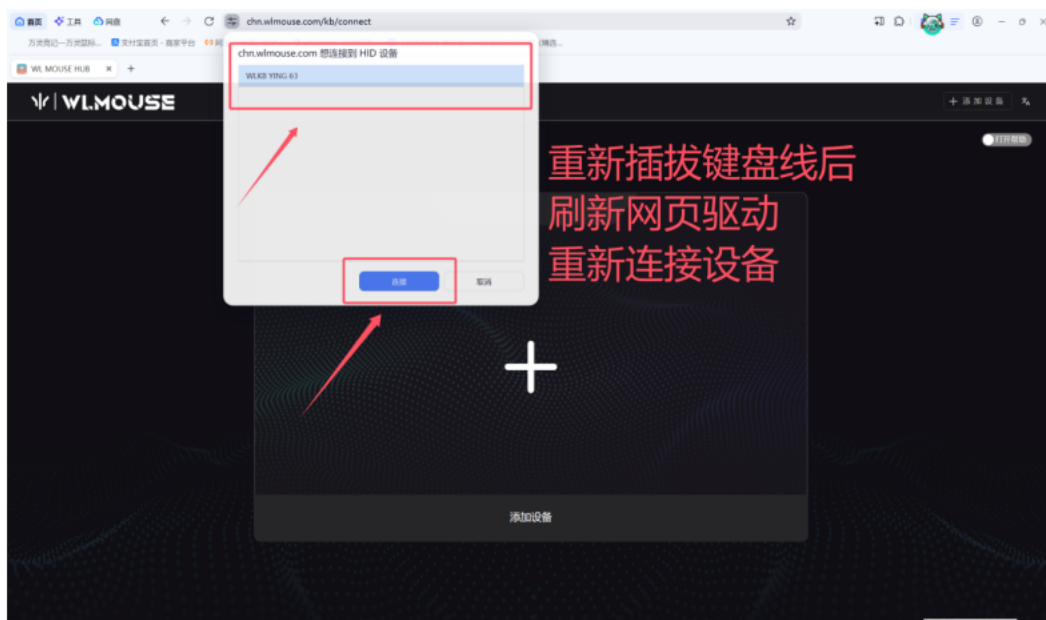 首页 工具 网盘 chn.wlmouse.com/kb/connect
支付宝首页 - 商家平台
WL MOUSE HUB
chn.wlmouse.com 想连接到 HID 设备
WLKB YING 63
WLMOUSE
添加设备
打开帮助
重新插拔键盘线后
刷新网页驱动
重新连接设备
连接 取消
添加设备